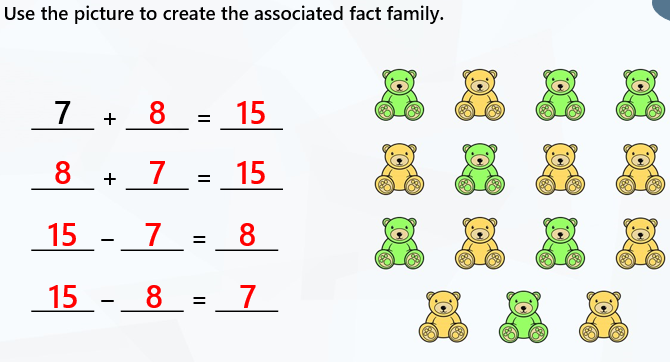 Use the picture to create the associated fact family.
7 + 8 = 15
8 + 7 = 15
15 − 7 = 8
15 − 8 = 7